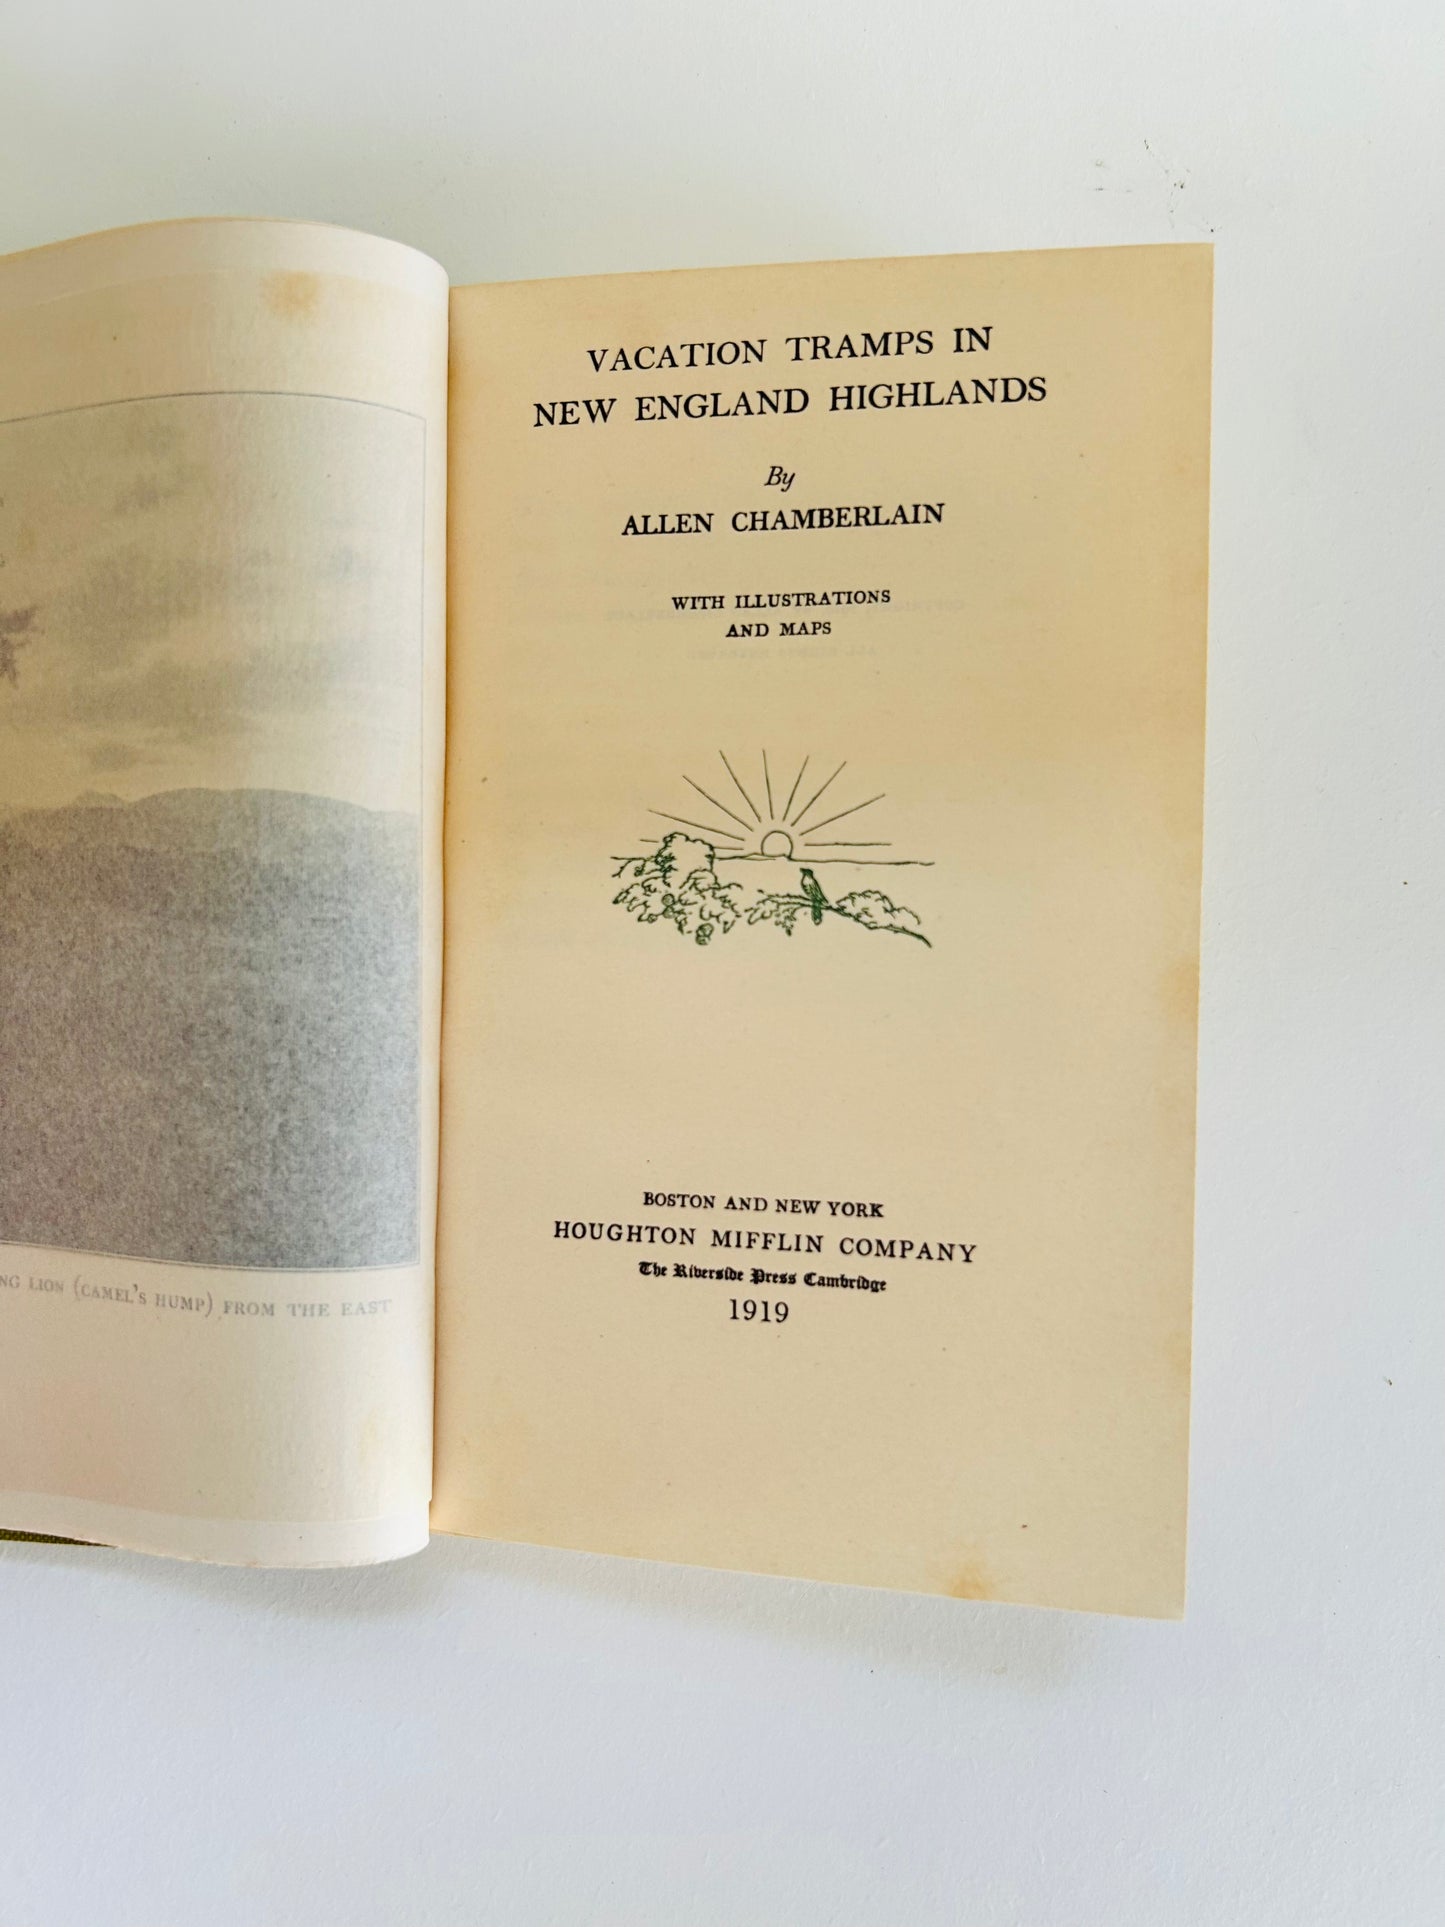 NG LION (CAMEL'S HUMP) FROM THE EAST
VACATION TRAMPS IN
NEW ENGLAND HIGHLANDS
By
ALLEN CHAMBERLAIN
WITH ILLUSTRATIONS
AND MAPS
BOSTON AND NEW YORK
HOUGHTON MIFFLIN COMPANY
The Riverside Press Cambridge
1919